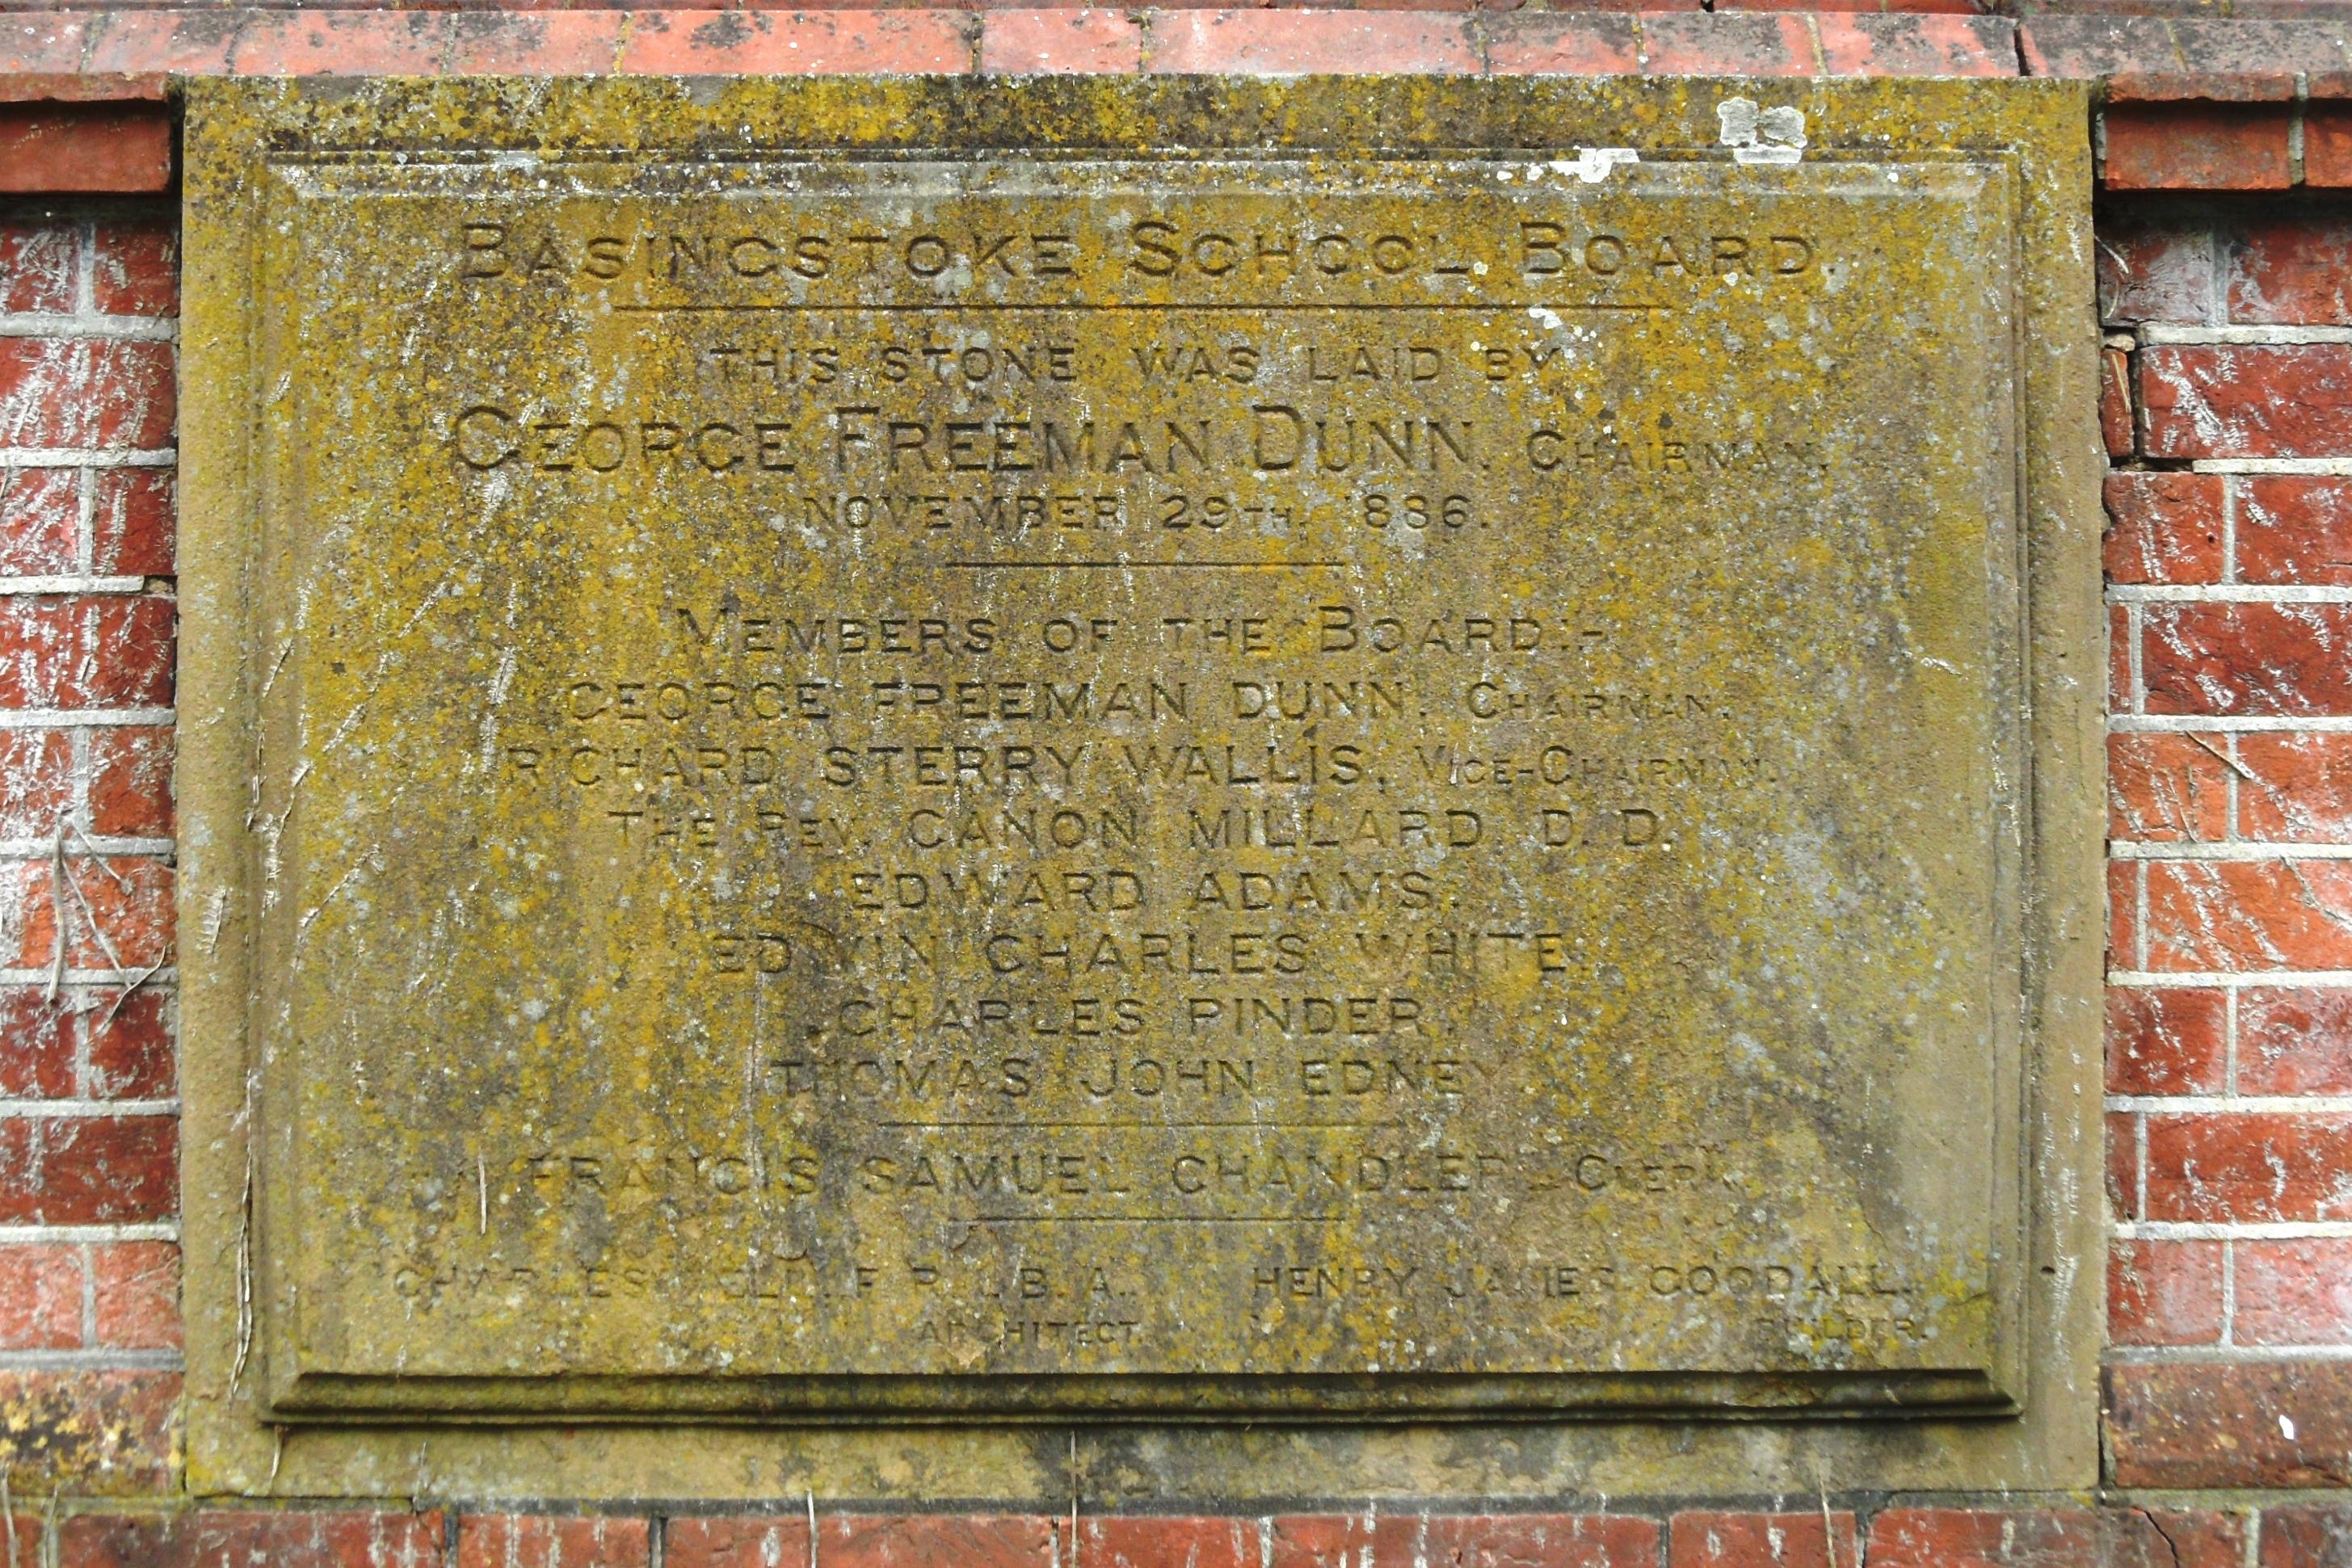 BASINGSTOKE SCHOOL BOARD.
THIS STONE WAS LAID BY
GEORGE FREEMAN DUNN, CHAIRMAN,
NOVEMBER 29TH, 1886.
MEMBERS OF THE BOARD:-
GEORGE FREEMAN DUNN, CHAIRMAN,
RICHARD STERRY WALLIS, VICE-CHAIRMAN.
THE REV. CANON MILLARD, D.D.
EDWARD ADAMS.
EDWIN CHARLES WHITE.
CHARLES PINDER.
THOMAS JOHN EDNEY
FRANCIS SAMUEL CHANDLER, CLERK.
CHARLES F.R.I.B.A., HENRY JAMES GOODALL.
ARCHITECT. BUILDER.